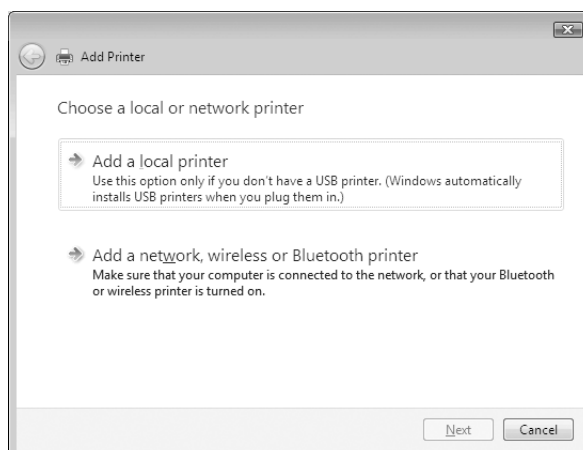 Add Printer
Choose a local or network printer
Add a local printer
Use this option only if you don't have a USB printer. (Windows automatically
installs USB printers when you plug them in.)
Add a network, wireless or Bluetooth printer
Make sure that your computer is connected to the network, or that your Bluetooth
or wireless printer is turned on.
Next Cancel